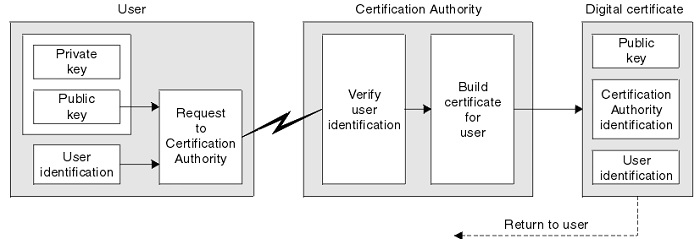 User
Certification Authority
Digital certificate
Private
key
Public
key
User
identification
Request
to
Certification
Authority
Verify
user
identification
Build
certificate
for
user
Public
key
Certification
Authority
identification
User
identification
Return to user